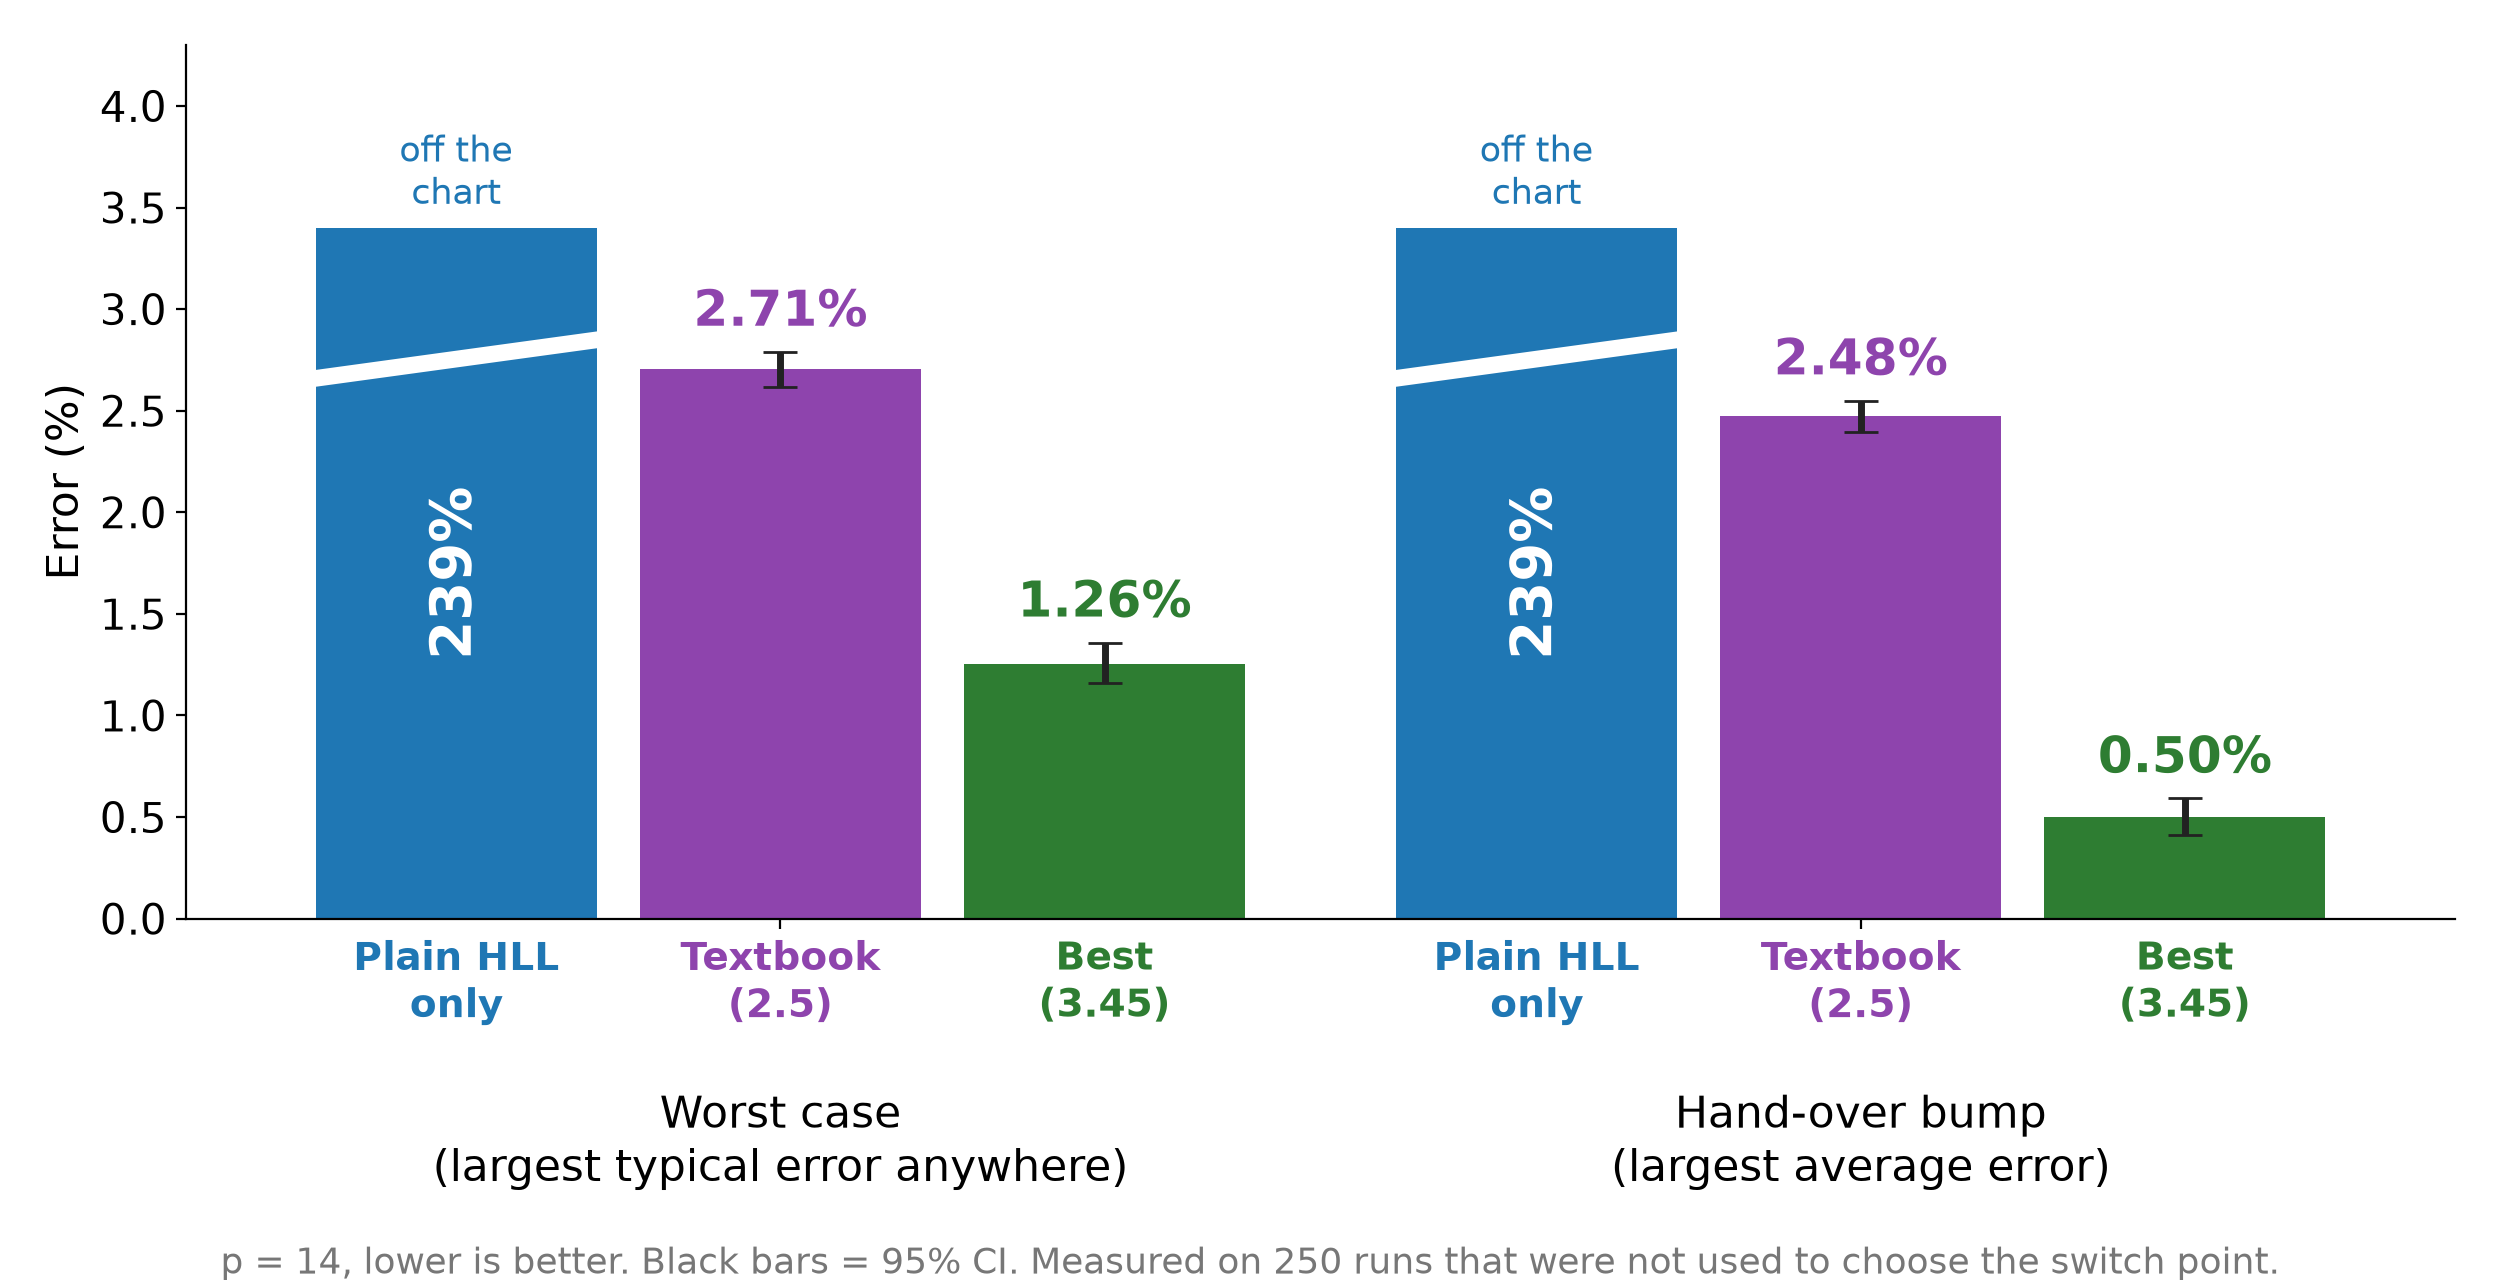 Error (%)
4.0
3.5
3.0
2.5
2.0
1.5
1.0
0.5
0.0
off the
chart
239%
2.71%
1.26%
off the
chart
239%
2.48%
0.50%
Plain HLL
only
Textbook
(2.5)
Best
(3.45)
Plain HLL
only
Textbook
(2.5)
Best
(3.45)
Worst case
(largest typical error anywhere)
Hand-over bump
(largest average error)
p = 14, lower is better. Black bars = 95% CI. Measured on 250 runs that were not used to choose the switch point.